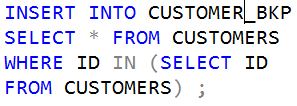 INSERT INTO CUSTOMER_BKP
SELECT * FROM CUSTOMERS
WHERE ID IN (SELECT ID
FROM CUSTOMERS) ;